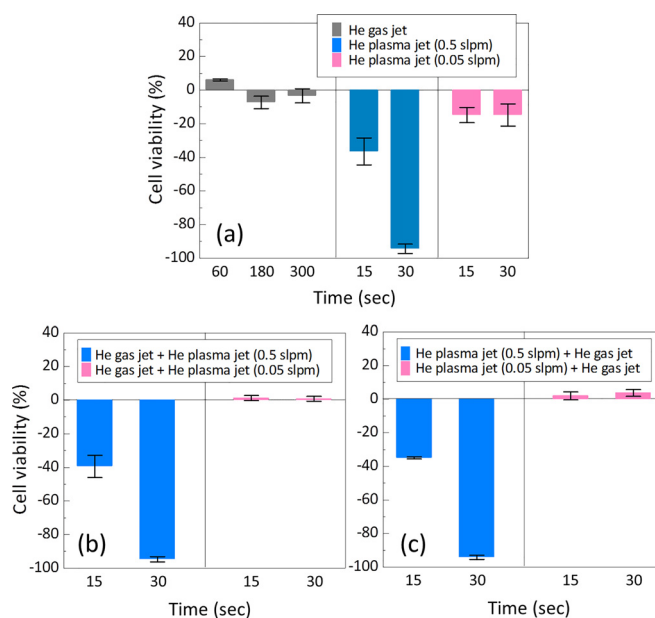 He gas jet
He plasma jet (0.5 slpm)
He plasma jet (0.05 slpm)
Cell viability (%)
40
20
0
-20
-40
-60
-80
-100
(a)
60 180 300 15 30 15 30
Time (sec)
He gas jet + He plasma jet (0.5 slpm)
He gas jet + He plasma jet (0.05 slpm)
Cell viability (%)
40
20
0
-20
-40
-60
-80
-100
(b)
15 30 15 30
Time (sec)
He plasma jet (0.5 slpm) + He gas jet
He plasma jet (0.05 slpm) + He gas jet
40
20
0
-20
-40
-60
-80
-100
(c)
15 30 15 30
Time (sec)